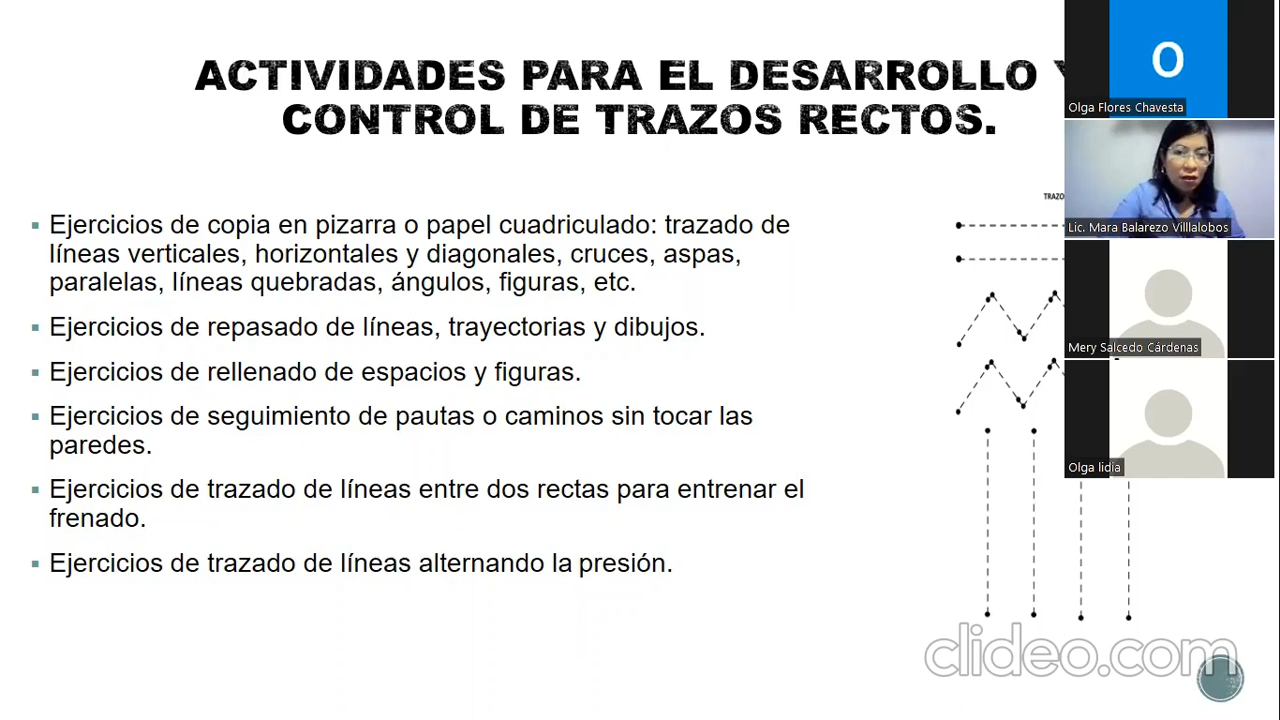 ACTIVIDADES PARA EL DESARROLLO Y
CONTROL DE TRAZOS RECTOS.
▪ Ejercicios de copia en pizarra o papel cuadriculado: trazado de
líneas verticales, horizontales y diagonales, cruces, aspas,
paralelas, líneas quebradas, ángulos, figuras, etc.
▪ Ejercicios de repasado de líneas, trayectorias y dibujos.
▪ Ejercicios de rellenado de espacios y figuras.
▪ Ejercicios de seguimiento de pautas o caminos sin tocar las
paredes.
▪ Ejercicios de trazado de líneas entre dos rectas para entrenar el
frenado.
▪ Ejercicios de trazado de líneas alternando la presión.
TRAZO
O
Olga Flores Chavesta
Lic. Mara Balarezo Villlalobos
Mery Salcedo Cárdenas
Olga lidia
clideo.com